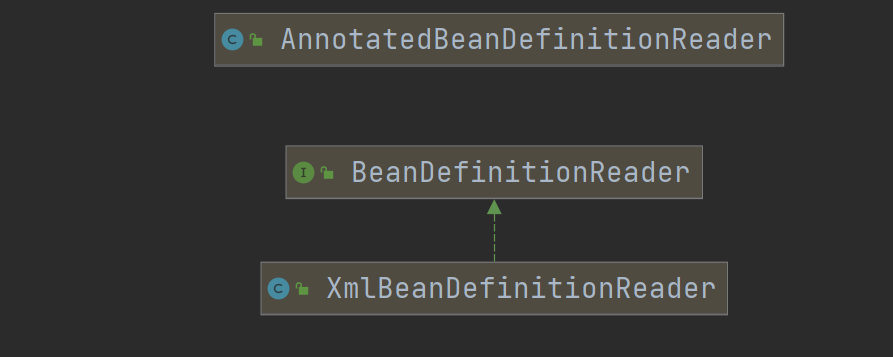 C AnnotatedBeanDefinitionReader
I BeanDefinitionReader
C XmlBeanDefinitionReader